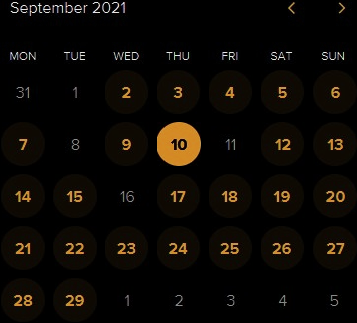 September 2021
MON TUE WED THU FRI SAT SUN
31 1 2 3 4 5 6
7 8 9 10 11 12 13
14 15 16 17 18 19 20
21 22 23 24 25 26 27
28 29 1 2 3 4 5